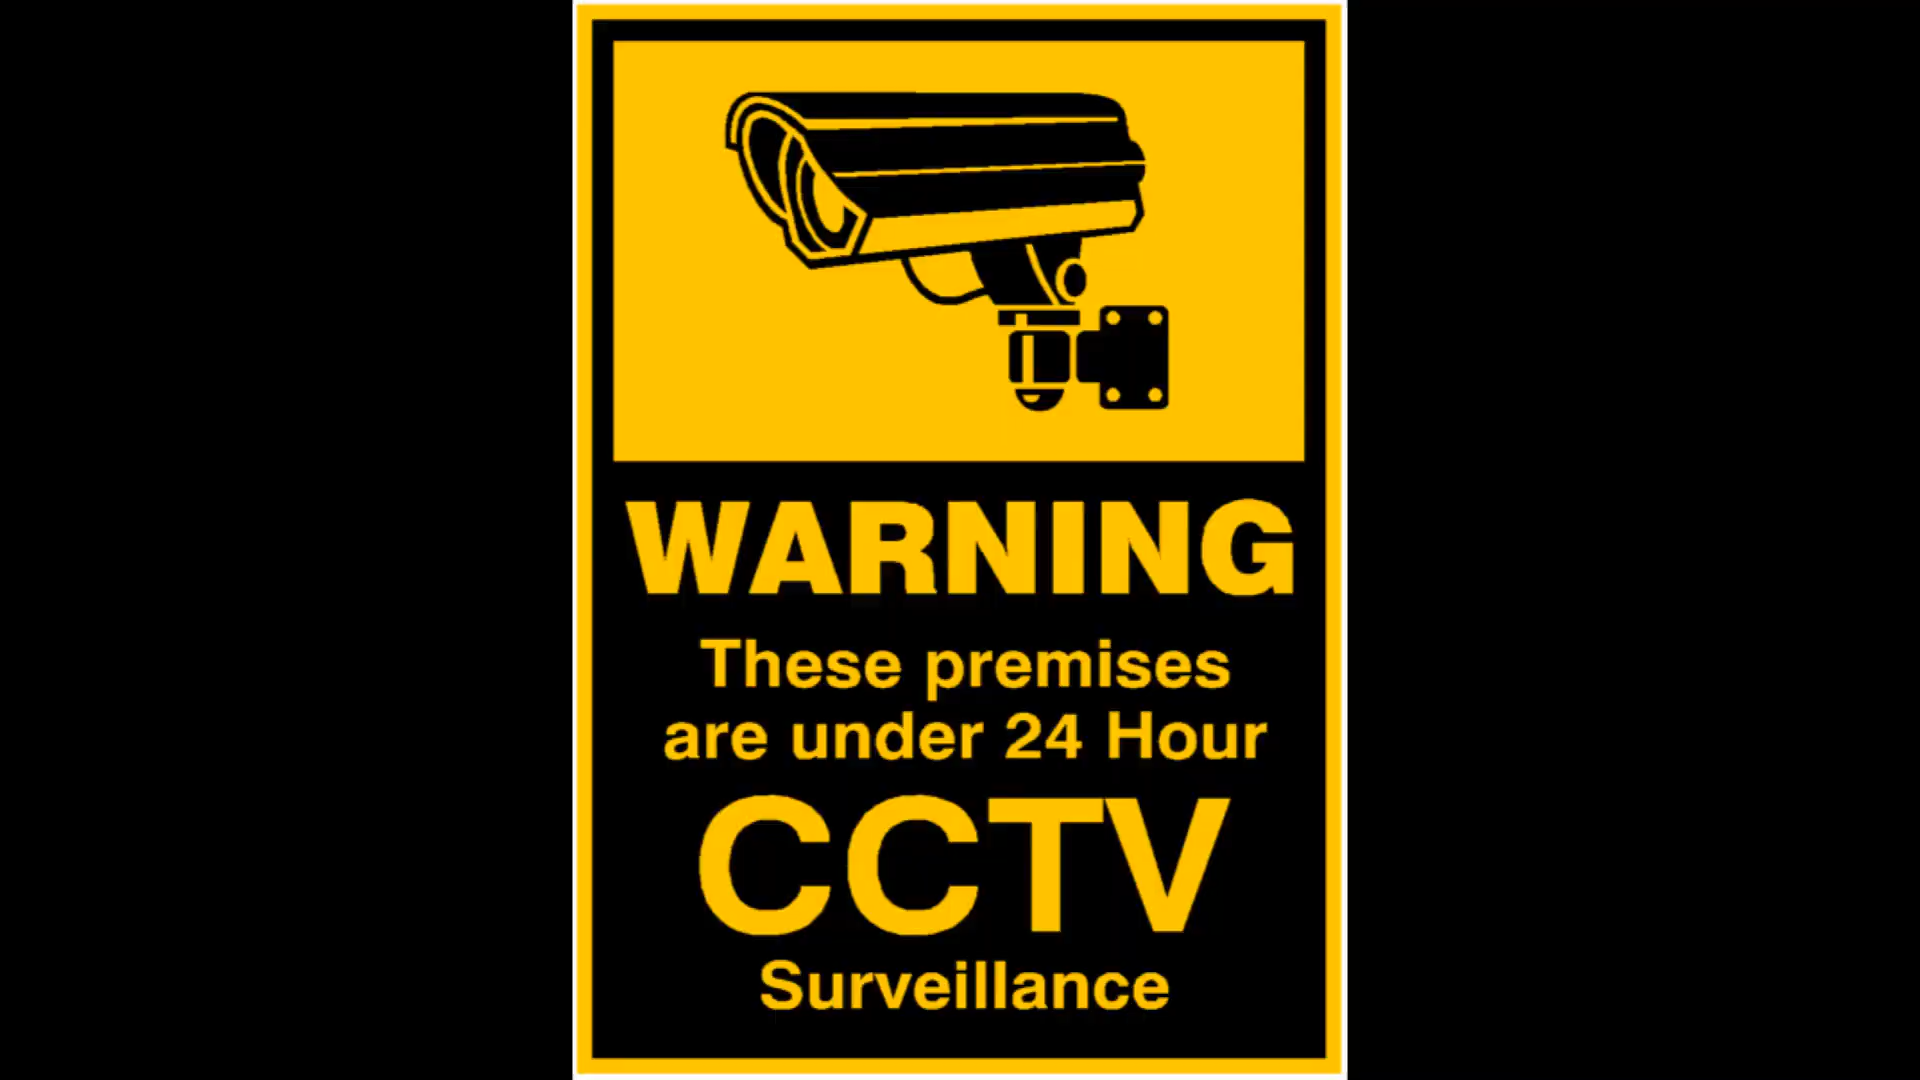 WARNING
These premises
are under 24 Hour
CCTV
Surveillance